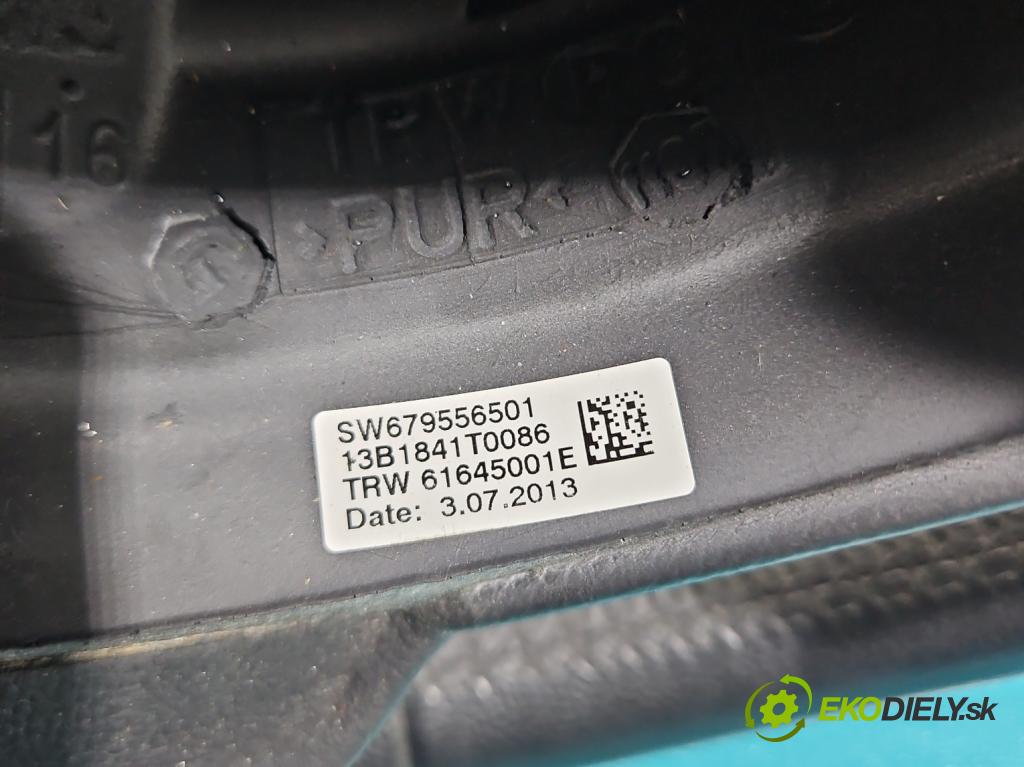 16
>PUR<
SW679556501
13B1841T0086
TRW 61645001E
Date: 3.07.2013
EKODIELY.sk